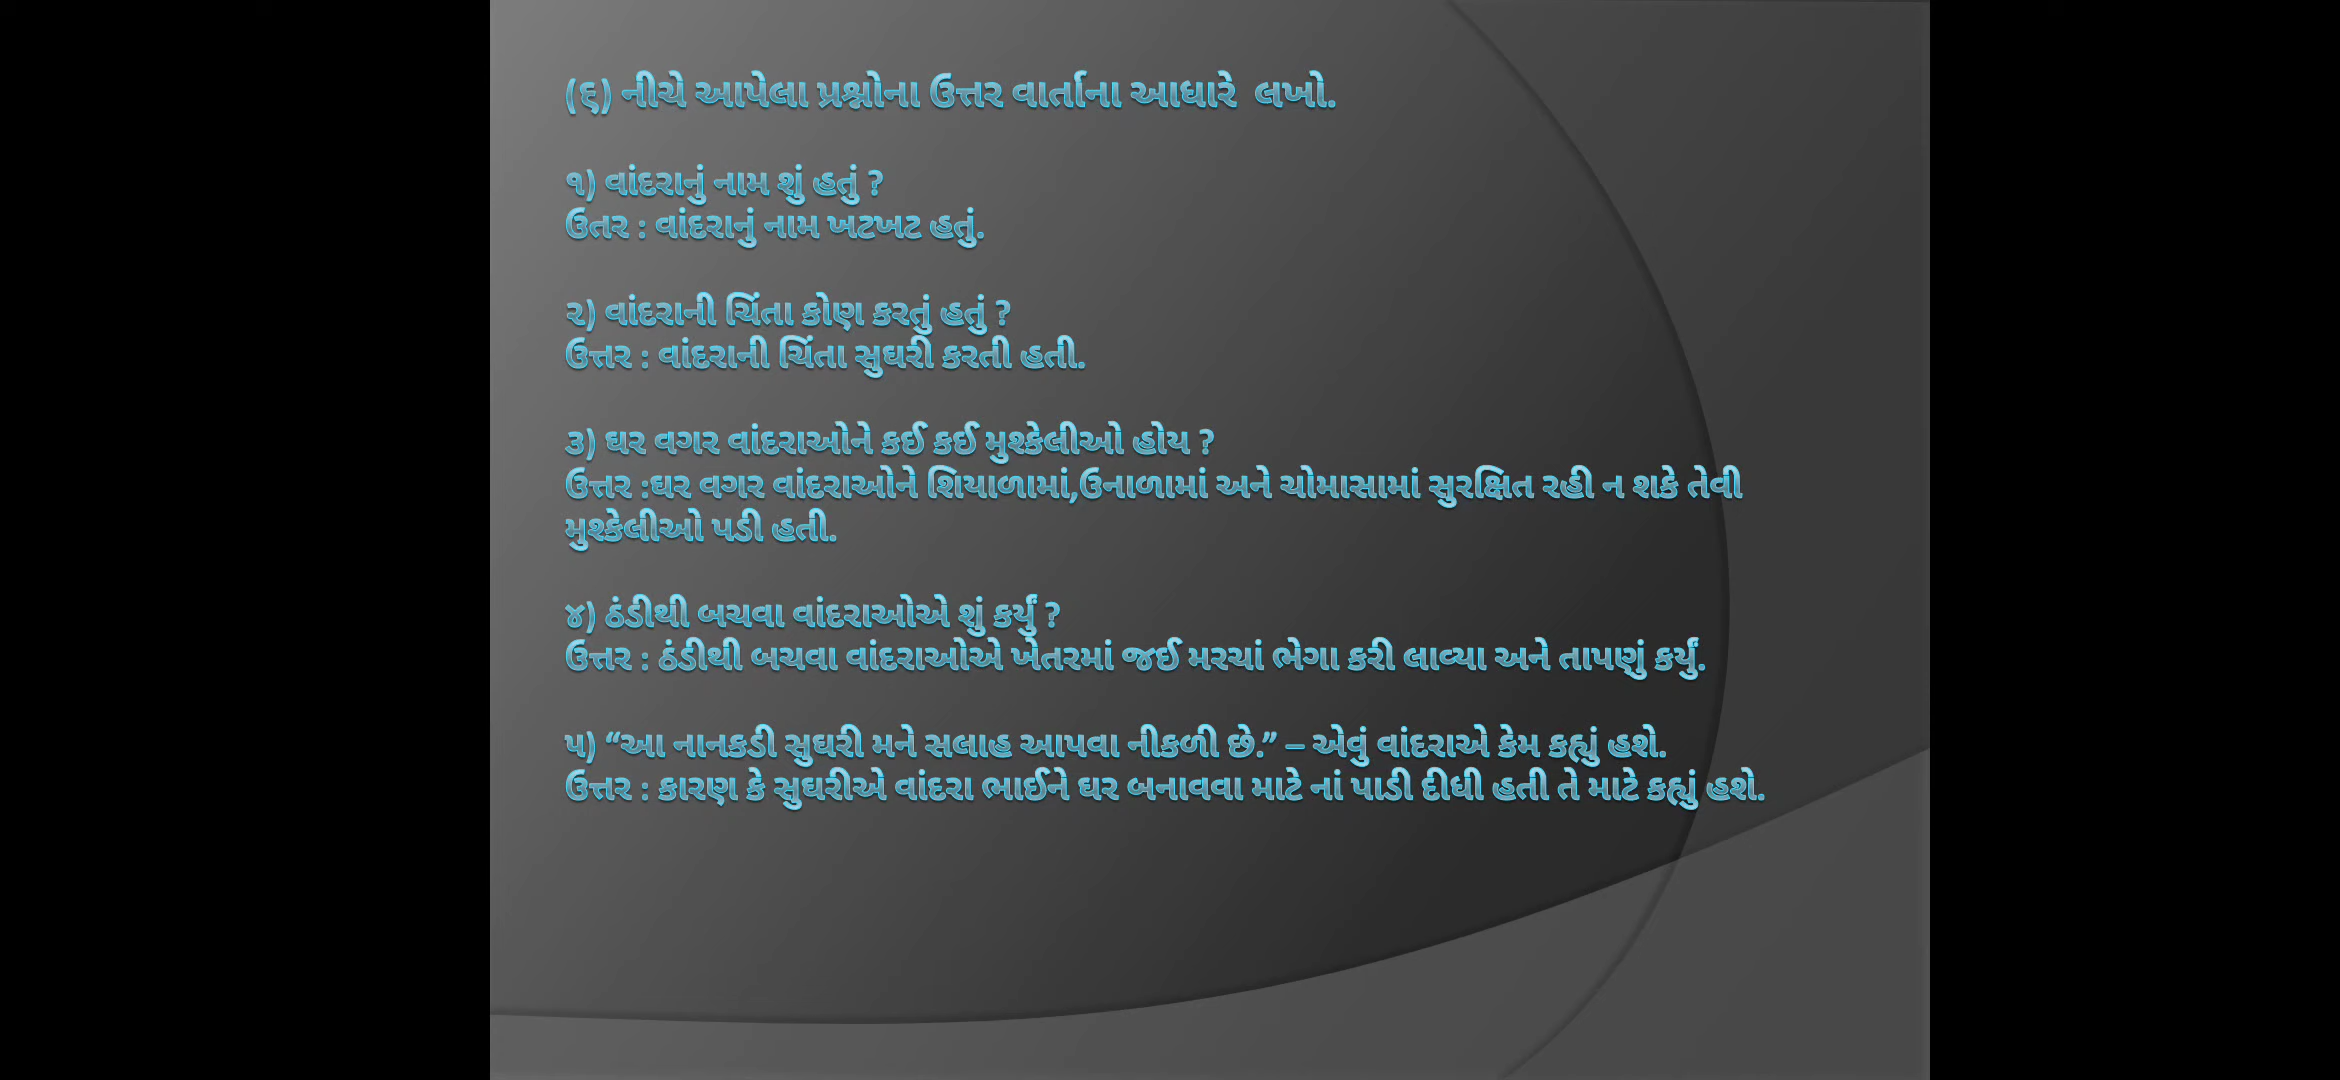 (૬) નીચે આપેલા પ્રશ્નોના ઉત્તર વાર્તાના આધારે લખો.
૧) વાંદરાનું નામ શું હતું ?
ઉતર : વાંદરાનું નામ ખટખટ હતું.
૨) વાંદરાની ચિંતા કોણ કરતું હતું ?
ઉત્તર : વાંદરાની ચિંતા સુઘરી કરતી હતી.
૩) ઘર વગર વાંદરાઓને કઈ કઈ મુશ્કેલીઓ હોય ?
ઉત્તર :ઘર વગર વાંદરાઓને શિયાળામાં,ઉનાળામાં અને ચોમાસામાં સુરક્ષિત રહી ન શકે તેવી
મુશ્કેલીઓ પડી હતી.
૪) ઠંડીથી બચવા વાંદરાઓએ શું કર્યું ?
ઉત્તર : ઠંડીથી બચવા વાંદરાઓએ ખેતરમાં જઈ મરચાં ભેગા કરી લાવ્યા અને તાપણું કર્યું.
૫) “આ નાનકડી સુઘરી મને સલાહ આપવા નીકળી છે.” – એવું વાંદરાએ કેમ કહ્યું હશે.
ઉત્તર : કારણ કે સુઘરીએ વાંદરા ભાઈને ઘર બનાવવા માટે નાં પાડી દીધી હતી તે માટે કહ્યું હશે.